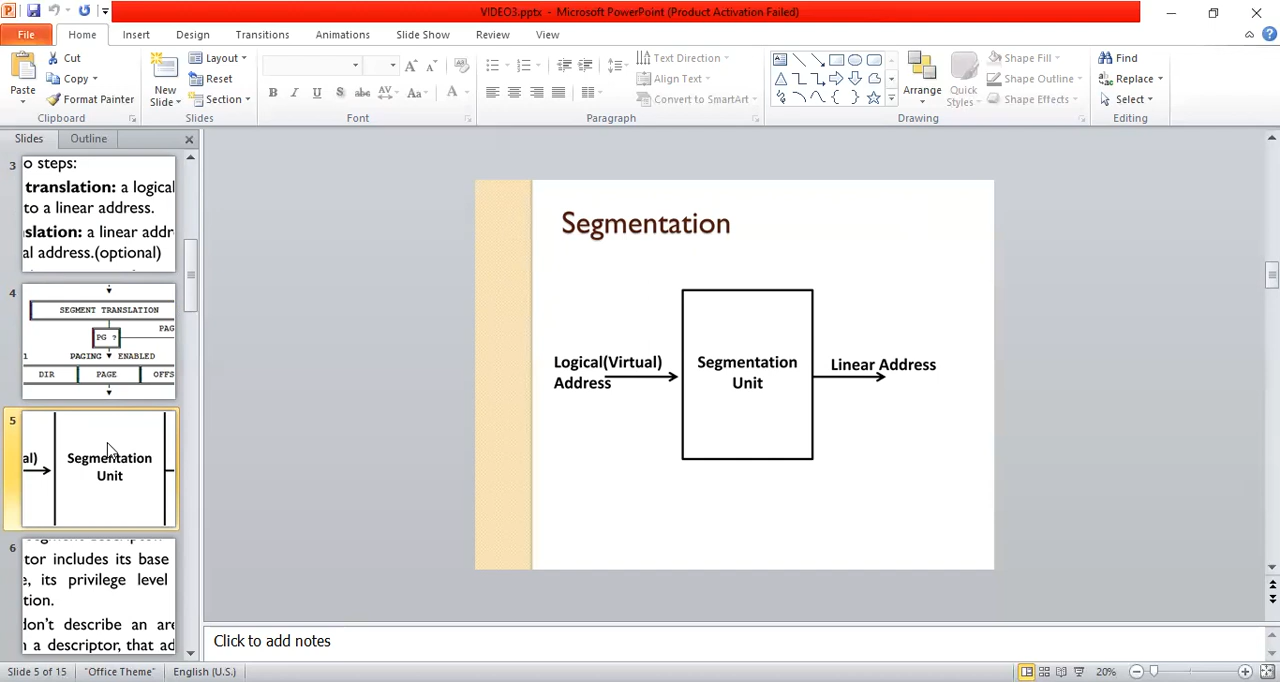 VIDEO3.pptx - Microsoft PowerPoint (Product Activation Failed)
File Home Insert Design Transitions Animations Slide Show Review View
Paste
Cut
Copy
Format Painter
Clipboard
New
Slide
Layout
Reset
Section
Slides
B I U S abc AV Aa A
Font
Text Direction
Align Text
Convert to SmartArt
Paragraph
Arrange
Quick
Styles
Shape Fill
Shape Outline
Shape Effects
Drawing
Find
Replace
Select
Editing
Slides Outline
3
o steps:
translation: a logical
to a linear address.
slation: a linear addr
al address.(optional)
4
SEGMENT TRANSLATION
PG ?
PAG
1 PAGING ENABLED
DIR PAGE OFFS
5
al)
Segmentation
Unit
6
tor includes its base
e, its privilege level
tion.
don't describe an are
n a descriptor, that ad
Segmentation
Logical(Virtual)
Address
Segmentation
Unit
Linear Address
Click to add notes
Slide 5 of 15 "Office Theme" English (U.S.) 20%